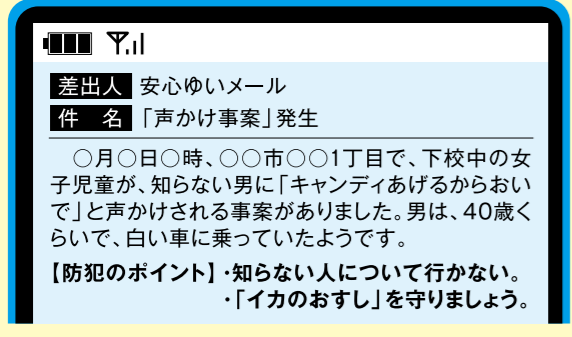 差出人 安心ゆいメール
件　名 「声かけ事案」発生
○月○日○時、○○市○○1丁目で、下校中の女
子児童が、知らない男に「キャンディあげるからおい
で」と声かけされる事案がありました。男は、40歳く
らいで、白い車に乗っていたようです。
【防犯のポイント】・知らない人について行かない。
・「イカのおすし」を守りましょう。